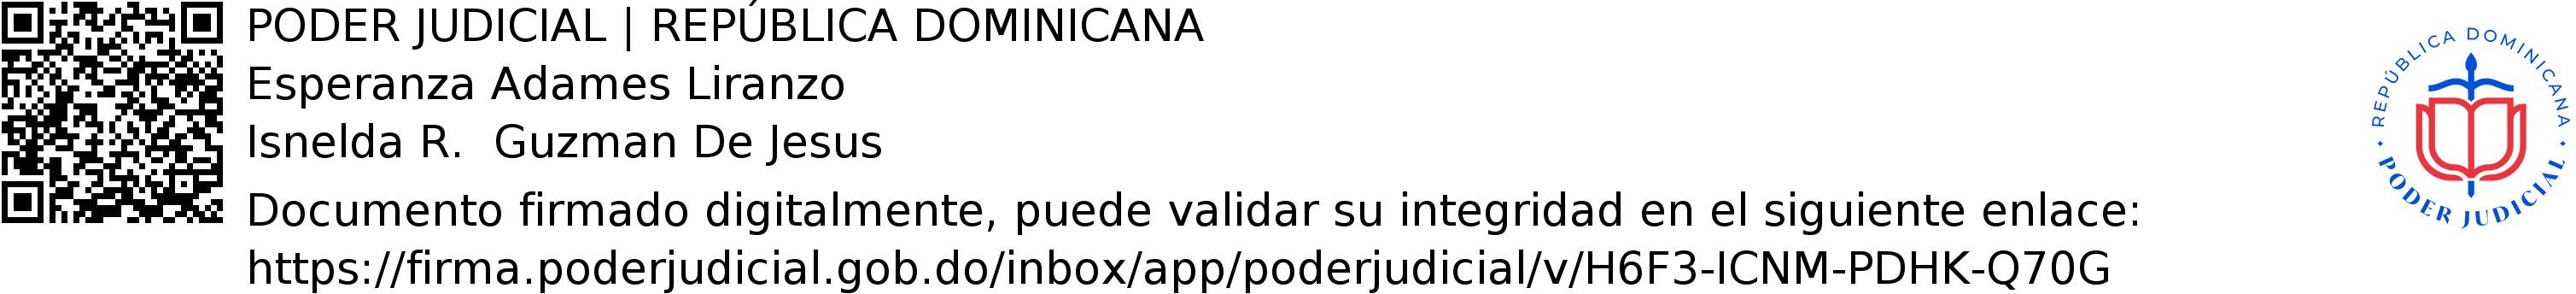 PODER JUDICIAL | REPÚBLICA DOMINICANA
Esperanza Adames Liranzo
Isnelda R.  Guzman De Jesus
Documento firmado digitalmente, puede validar su integridad en el siguiente enlace:
https://firma.poderjudicial.gob.do/inbox/app/poderjudicial/v/H6F3-ICNM-PDHK-Q70G
· REPÚBLICA DOMINICANA ·
PODER JUDICIAL